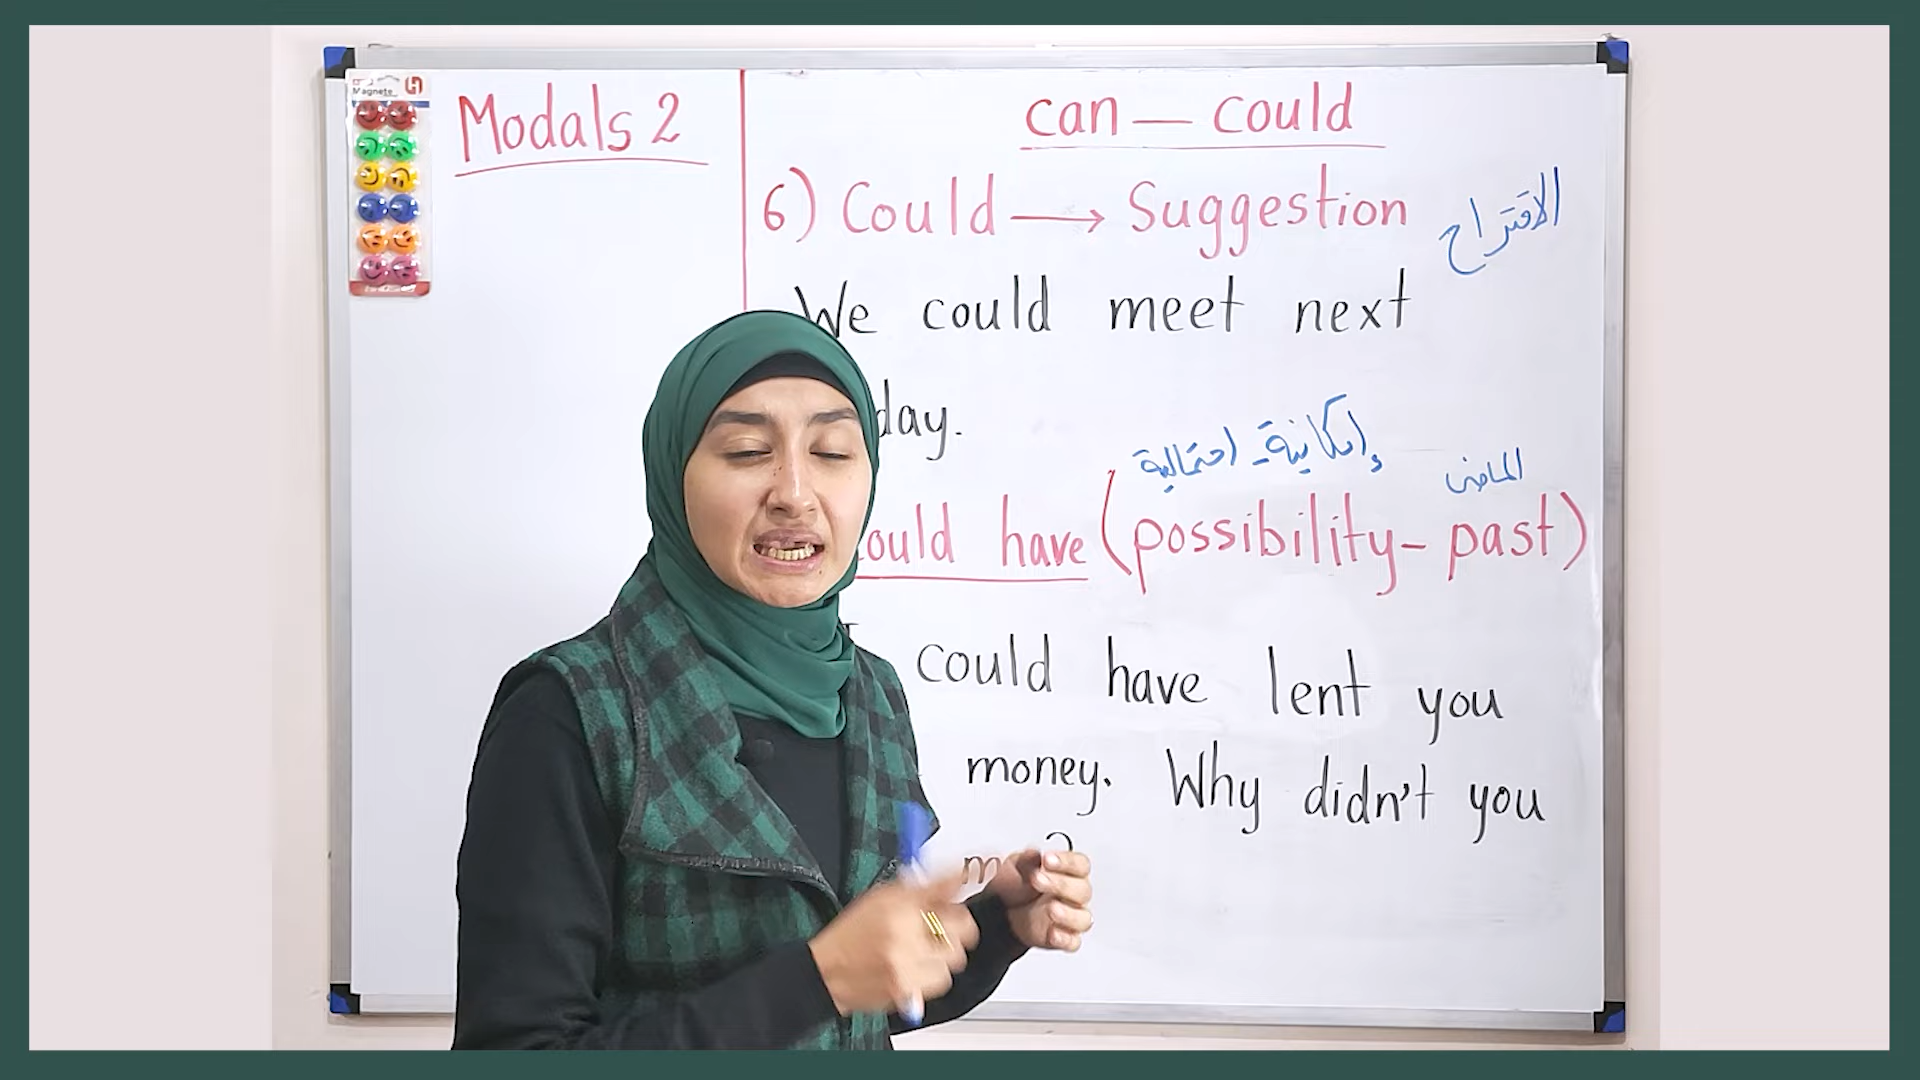 Magnets
Modals 2
can — could
6) Could → Suggestion الاقتراح
We could meet next
day.
إمكانية - احتمالية الماضي
ould have (possibility - past)
could have lent you
money. Why didn't you
m ?